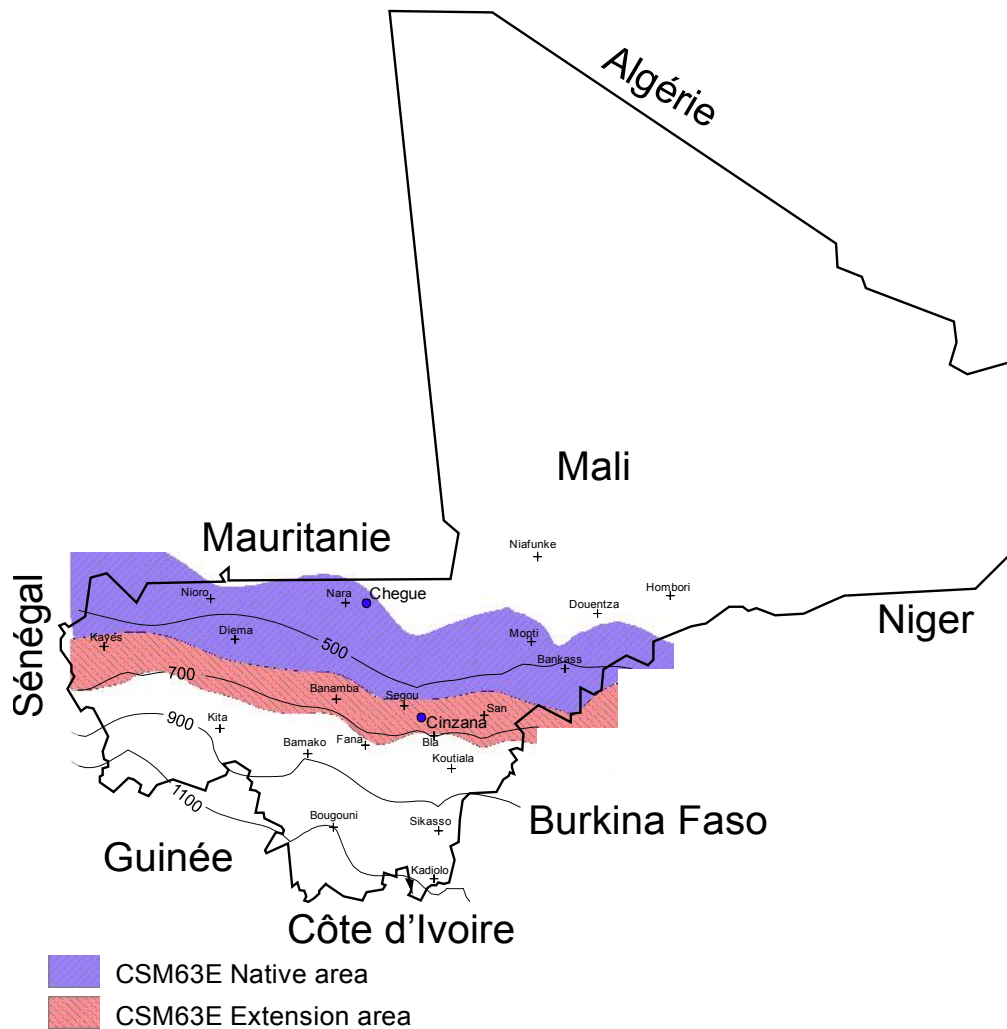 Algérie
Mali
Mauritanie
Niafunke
Hombori
Nioro
Nara
Chegue
Douentza
Niger
Sénégal
Kayes
Diema
500
Mopti
Bankass
700
Banamba
Segou
San
900
Kita
Cinzana
Bamako
Fana
Bla
Koutiala
1100
Bougouni
Sikasso
Burkina Faso
Guinée
Kadiolo
Côte d’Ivoire
CSM63E Native area
CSM63E Extension area